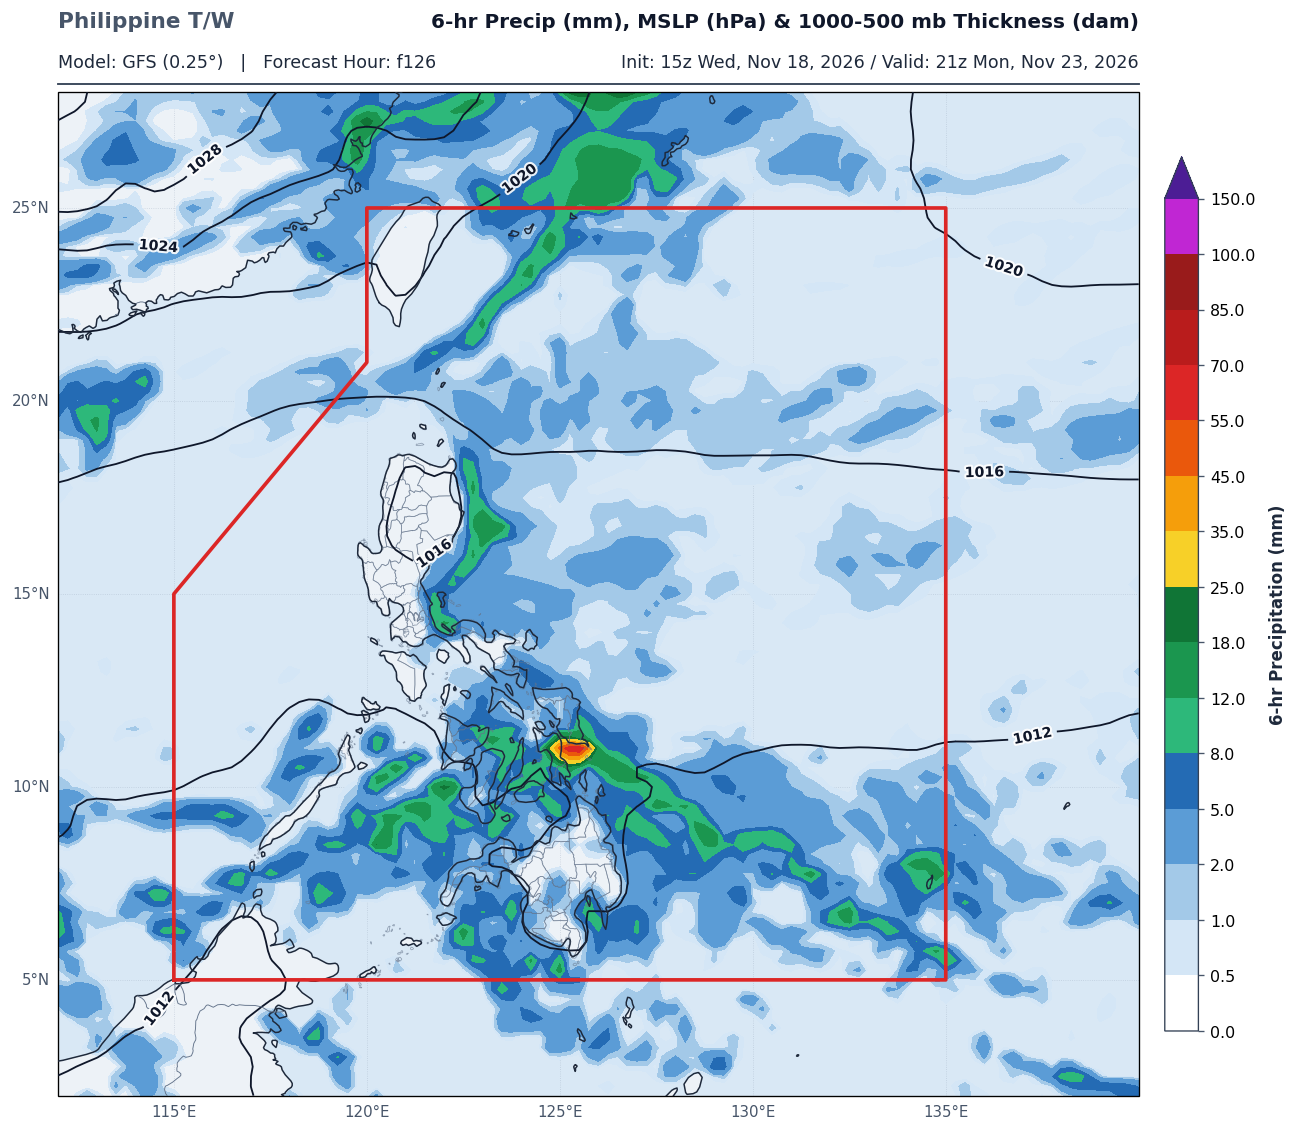 Philippine T/W
6-hr Precip (mm), MSLP (hPa) & 1000-500 mb Thickness (dam)
Model: GFS (0.25°) | Forecast Hour: f126
Init: 15z Wed, Nov 18, 2026 / Valid: 21z Mon, Nov 23, 2026
1028
1020
1024
1020
1016
1016
1012
1012
25°N
20°N
15°N
10°N
5°N
115°E
120°E
125°E
130°E
135°E
150.0
100.0
85.0
70.0
55.0
45.0
35.0
25.0
18.0
12.0
8.0
5.0
2.0
1.0
0.5
0.0
6-hr Precipitation (mm)